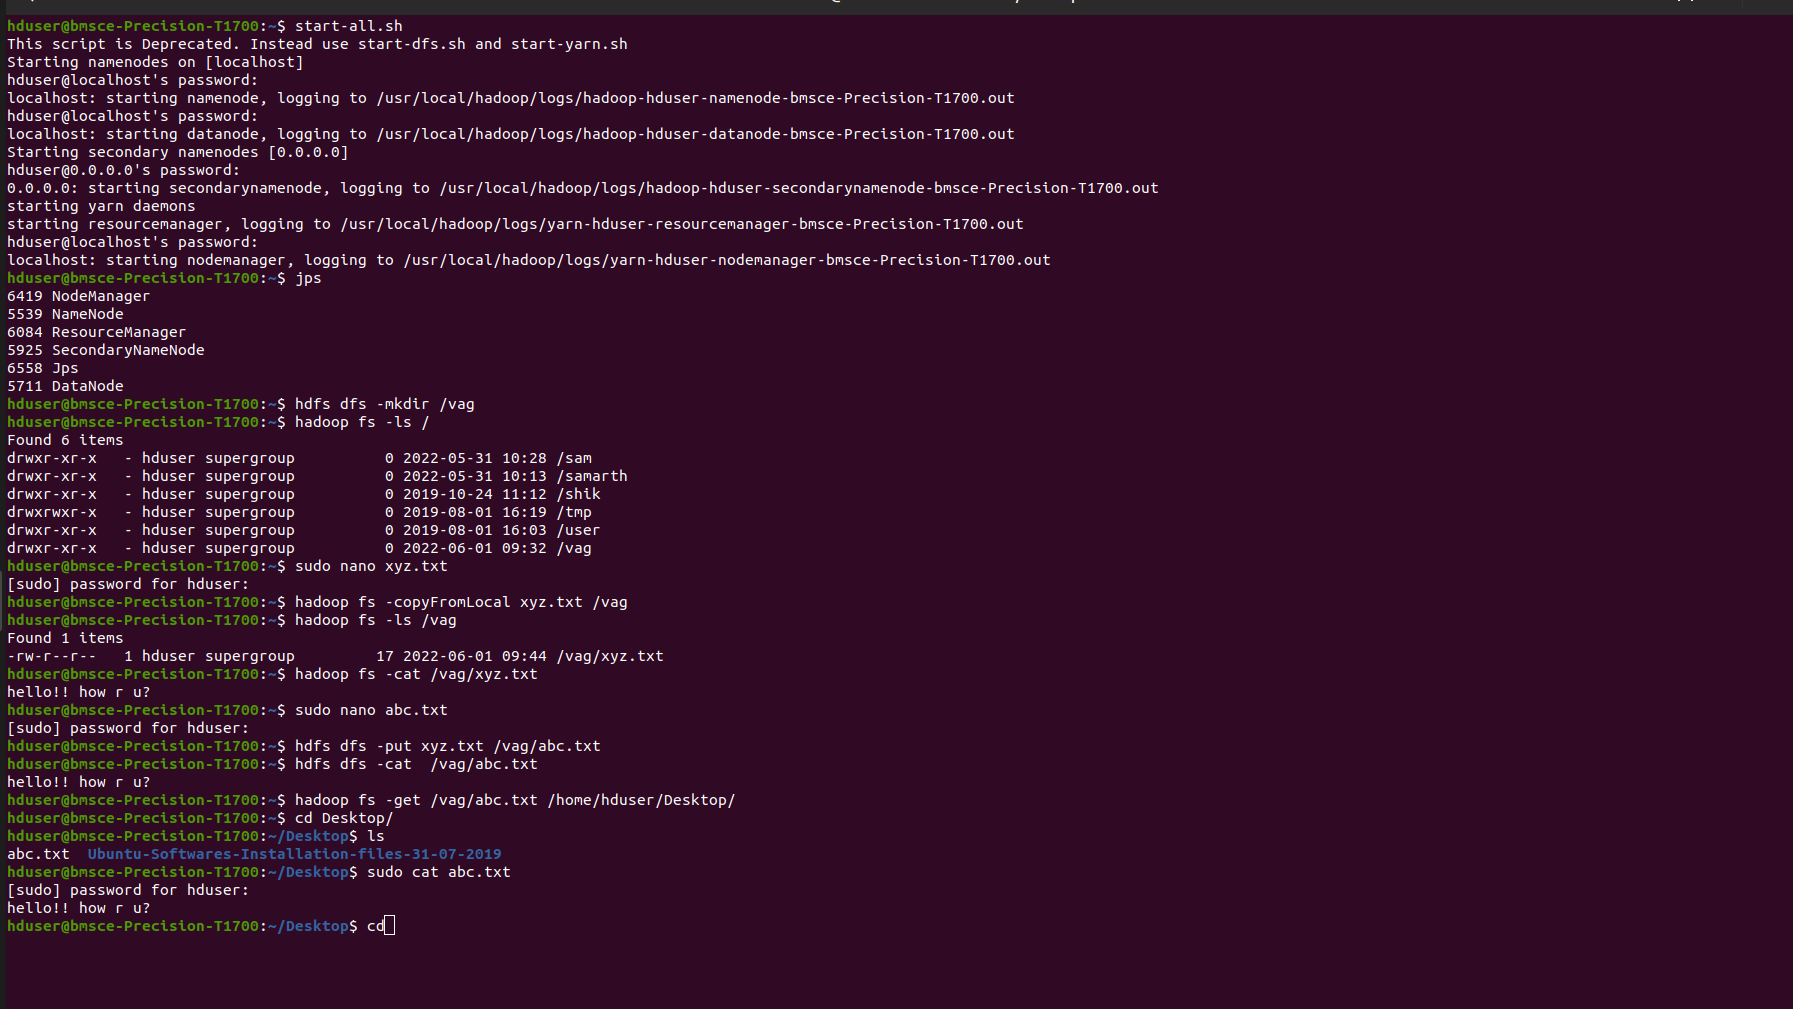 hduser@bmsce-Precision-T1700:~$ start-all.sh
This script is Deprecated. Instead use start-dfs.sh and start-yarn.sh
Starting namenodes on [localhost]
hduser@localhost's password:
localhost: starting namenode, logging to /usr/local/hadoop/logs/hadoop-hduser-namenode-bmsce-Precision-T1700.out
hduser@localhost's password:
localhost: starting datanode, logging to /usr/local/hadoop/logs/hadoop-hduser-datanode-bmsce-Precision-T1700.out
Starting secondary namenodes [0.0.0.0]
hduser@0.0.0.0's password:
0.0.0.0: starting secondarynamenode, logging to /usr/local/hadoop/logs/hadoop-hduser-secondarynamenode-bmsce-Precision-T1700.out
starting yarn daemons
starting resourcemanager, logging to /usr/local/hadoop/logs/yarn-hduser-resourcemanager-bmsce-Precision-T1700.out
hduser@localhost's password:
localhost: starting nodemanager, logging to /usr/local/hadoop/logs/yarn-hduser-nodemanager-bmsce-Precision-T1700.out
hduser@bmsce-Precision-T1700:~$ jps
6419 NodeManager
5539 NameNode
6084 ResourceManager
5925 SecondaryNameNode
6558 Jps
5711 DataNode
hduser@bmsce-Precision-T1700:~$ hdfs dfs -mkdir /vag
hduser@bmsce-Precision-T1700:~$ hadoop fs -ls /
Found 6 items
drwxr-xr-x   - hduser supergroup          0 2022-05-31 10:28 /sam
drwxr-xr-x   - hduser supergroup          0 2022-05-31 10:13 /samarth
drwxr-xr-x   - hduser supergroup          0 2019-10-24 11:12 /shik
drwxrwxr-x   - hduser supergroup          0 2019-08-01 16:19 /tmp
drwxr-xr-x   - hduser supergroup          0 2019-08-01 16:03 /user
drwxr-xr-x   - hduser supergroup          0 2022-06-01 09:32 /vag
hduser@bmsce-Precision-T1700:~$ sudo nano xyz.txt
[sudo] password for hduser:
hduser@bmsce-Precision-T1700:~$ hadoop fs -copyFromLocal xyz.txt /vag
hduser@bmsce-Precision-T1700:~$ hadoop fs -ls /vag
Found 1 items
-rw-r--r--   1 hduser supergroup         17 2022-06-01 09:44 /vag/xyz.txt
hduser@bmsce-Precision-T1700:~$ hadoop fs -cat /vag/xyz.txt
hello!! how r u?
hduser@bmsce-Precision-T1700:~$ sudo nano abc.txt
[sudo] password for hduser:
hduser@bmsce-Precision-T1700:~$ hdfs dfs -put xyz.txt /vag/abc.txt
hduser@bmsce-Precision-T1700:~$ hdfs dfs -cat  /vag/abc.txt
hello!! how r u?
hduser@bmsce-Precision-T1700:~$ hadoop fs -get /vag/abc.txt /home/hduser/Desktop/
hduser@bmsce-Precision-T1700:~$ cd Desktop/
hduser@bmsce-Precision-T1700:~/Desktop$ ls
abc.txt  Ubuntu-Softwares-Installation-files-31-07-2019
hduser@bmsce-Precision-T1700:~/Desktop$ sudo cat abc.txt
[sudo] password for hduser:
hello!! how r u?
hduser@bmsce-Precision-T1700:~/Desktop$ cd